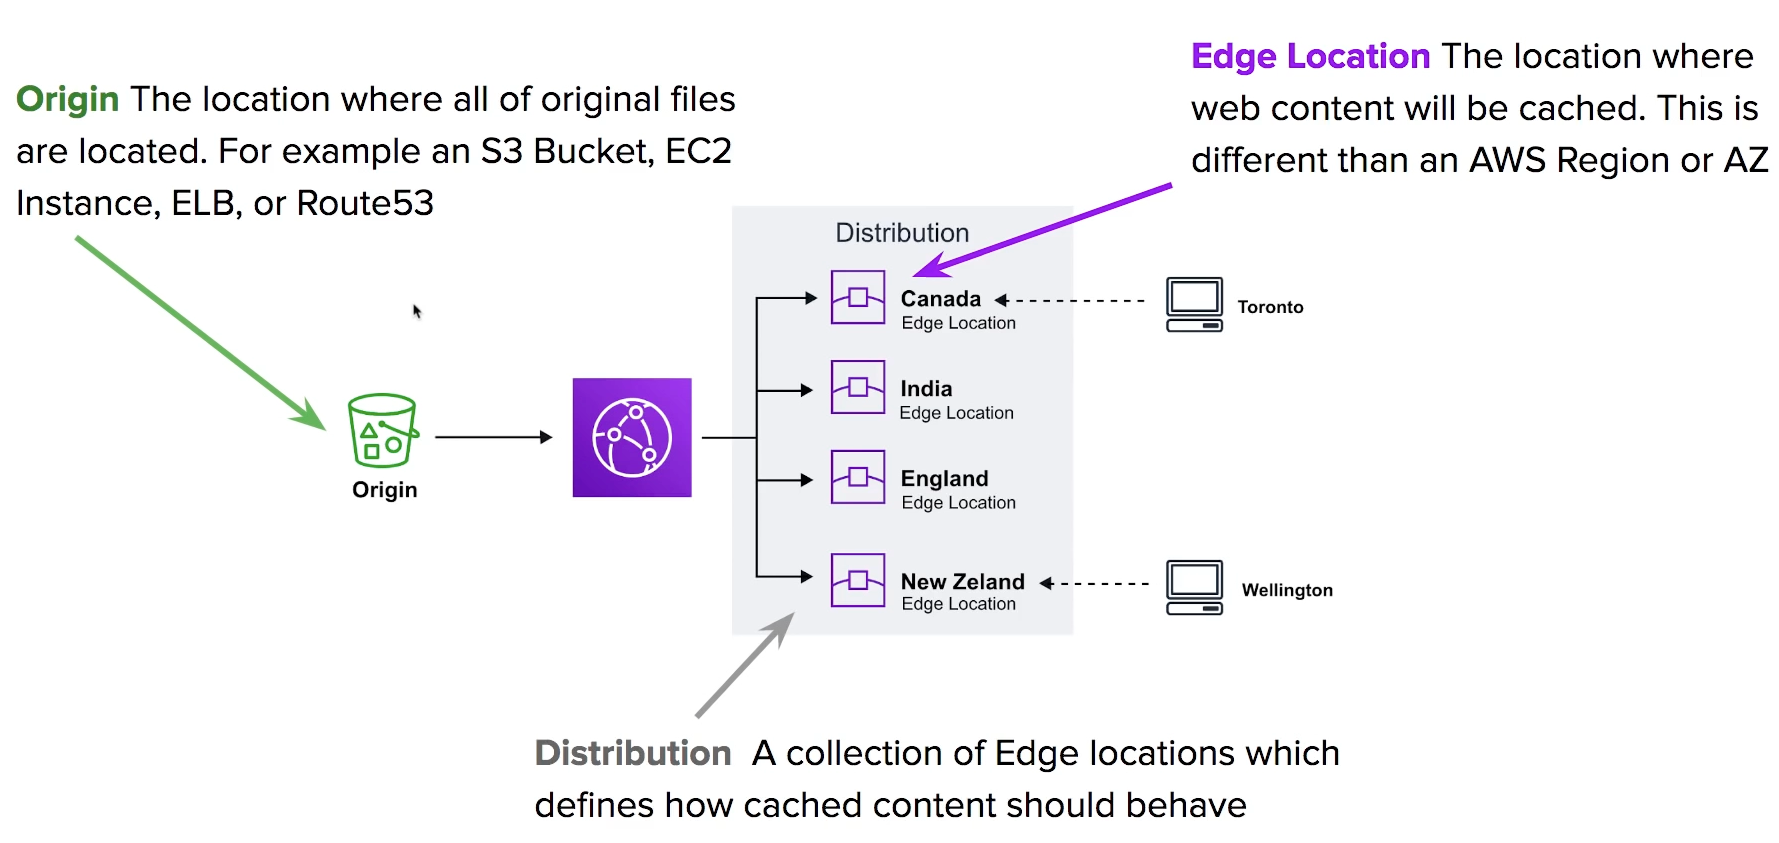 Origin The location where all of original files
are located. For example an S3 Bucket, EC2
Instance, ELB, or Route53
Edge Location The location where
web content will be cached. This is
different than an AWS Region or AZ
Distribution
Canada
Edge Location
Toronto
India
Edge Location
Origin
England
Edge Location
New Zeland
Edge Location
Wellington
Distribution A collection of Edge locations which
defines how cached content should behave